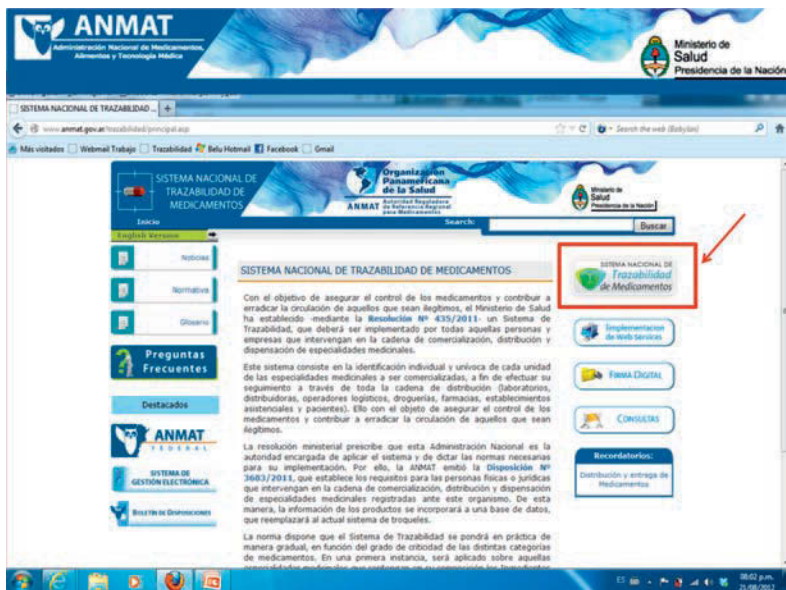 ANMAT
Administración Nacional de Medicamentos,
Alimentos y Tecnología Médica
Ministerio de
Salud
Presidencia de la Nación
SISTEMA NACIONAL DE TRAZABILIDAD ...
www.anmat.gov.ar/trazabilidad/principal.asp
Search the web (Babylon)
Más visitados Webmail Trabajo Trazabilidad Belu Hotmail Facebook Gmail
SISTEMA NACIONAL
DE TRAZABILIDAD DE
MEDICAMENTOS
Organización
Panamericana
de la Salud
ANMAT Autoridad Reguladora
de Referencia Regional
para Medicamentos
Ministerio de
Salud
Presidencia de la Nación
Inicio
Search:
Buscar
English Version
Noticias
Normativa
Glosario
Preguntas
Frecuentes
Destacados
ANMAT
FEDERAL
SISTEMA DE
GESTIÓN ELECTRÓNICA
BOLETÍN DE DISPOSICIONES
SISTEMA NACIONAL DE TRAZABILIDAD DE MEDICAMENTOS
Con el objetivo de asegurar el control de los medicamentos y contribuir a
erradicar la circulación de aquellos que sean ilegítimos, el Ministerio de Salud
ha establecido -mediante la Resolución Nº 435/2011- un Sistema de
Trazabilidad, que deberá ser implementado por todas aquellas personas y
empresas que intervengan en la cadena de comercialización, distribución y
dispensación de especialidades medicinales.
Este sistema consiste en la identificación individual y unívoca de cada unidad
de las especialidades medicinales a ser comercializadas, a fin de efectuar su
seguimiento a través de toda la cadena de distribución (laboratorios,
distribuidoras, operadores logísticos, droguerías, farmacias, establecimientos
asistenciales y pacientes). Ello con el objeto de asegurar el control de los
medicamentos y contribuir a erradicar la circulación de aquellos que sean
ilegítimos.
La resolución ministerial prescribe que esta Administración Nacional es la
autoridad encargada de aplicar el sistema y de dictar las normas necesarias
para su implementación. Por ello, la ANMAT emitió la Disposición Nº
3683/2011, que establece los requisitos para las personas físicas o jurídicas
que intervengan en la cadena de comercialización, distribución y dispensación
de especialidades medicinales registradas ante este organismo. De esta
manera, la información de los productos se incorporará a una base de datos,
que reemplazará al actual sistema de troqueles.
La norma dispone que el Sistema de Trazabilidad se pondrá en práctica de
manera gradual, en función del grado de criticidad de las distintas categorías
de medicamentos. En una primera instancia, será aplicado sobre aquellas
especialidades medicinales que contengan en su composición los Ingredientes
SISTEMA NACIONAL DE
Trazabilidad
de Medicamentos
Implementacion
de Web Services
FIRMA DIGITAL
CONSULTAS
Recordatorios:
Distribución y entrega de
Medicamentos
ES
08:02 p.m.
21/08/2012